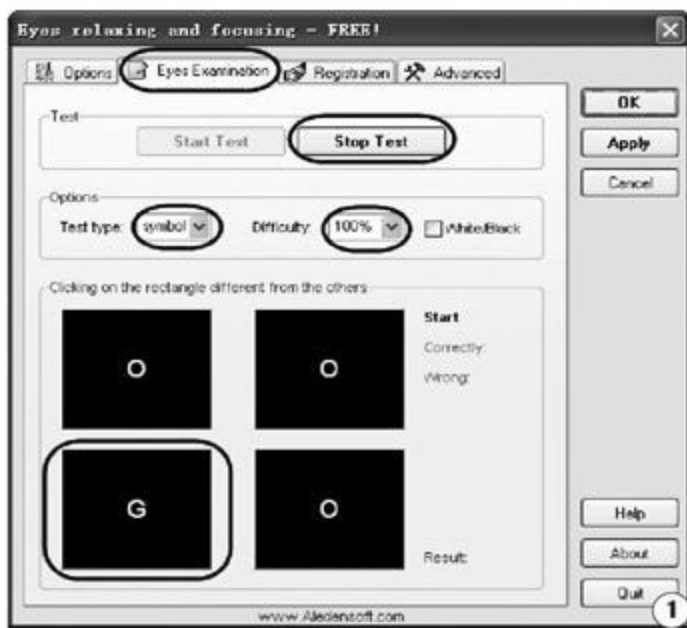 Eyes relaxing and focusing - FREE!
Options Eyes Examination Registration Advanced
OK
Test
Start Test Stop Test
Apply
Cancel
Options
Test type: symbol Difficulty: 100% White/Black
Clicking on the rectangle different from the others
Start
O O
Correctly:
Wrong:
G O
Help
Result:
About
Quit
1
www.Aledensoft.com